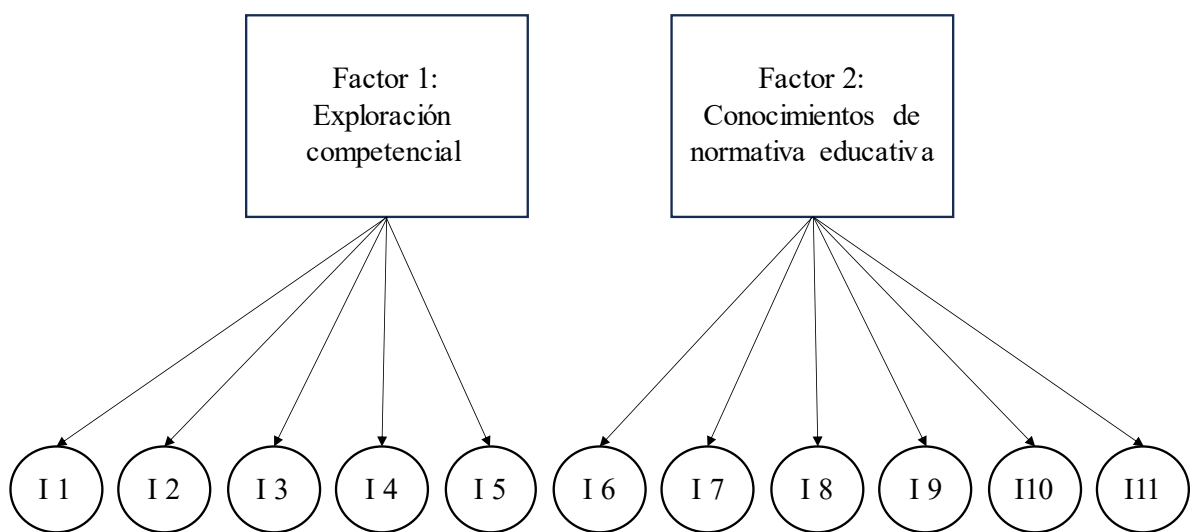 Factor 1:
Exploración
competencial
Factor 2:
Conocimientos de
normativa educativa
I 1
I 2
I 3
I 4
I 5
I 6
I 7
I 8
I 9
I10
I11